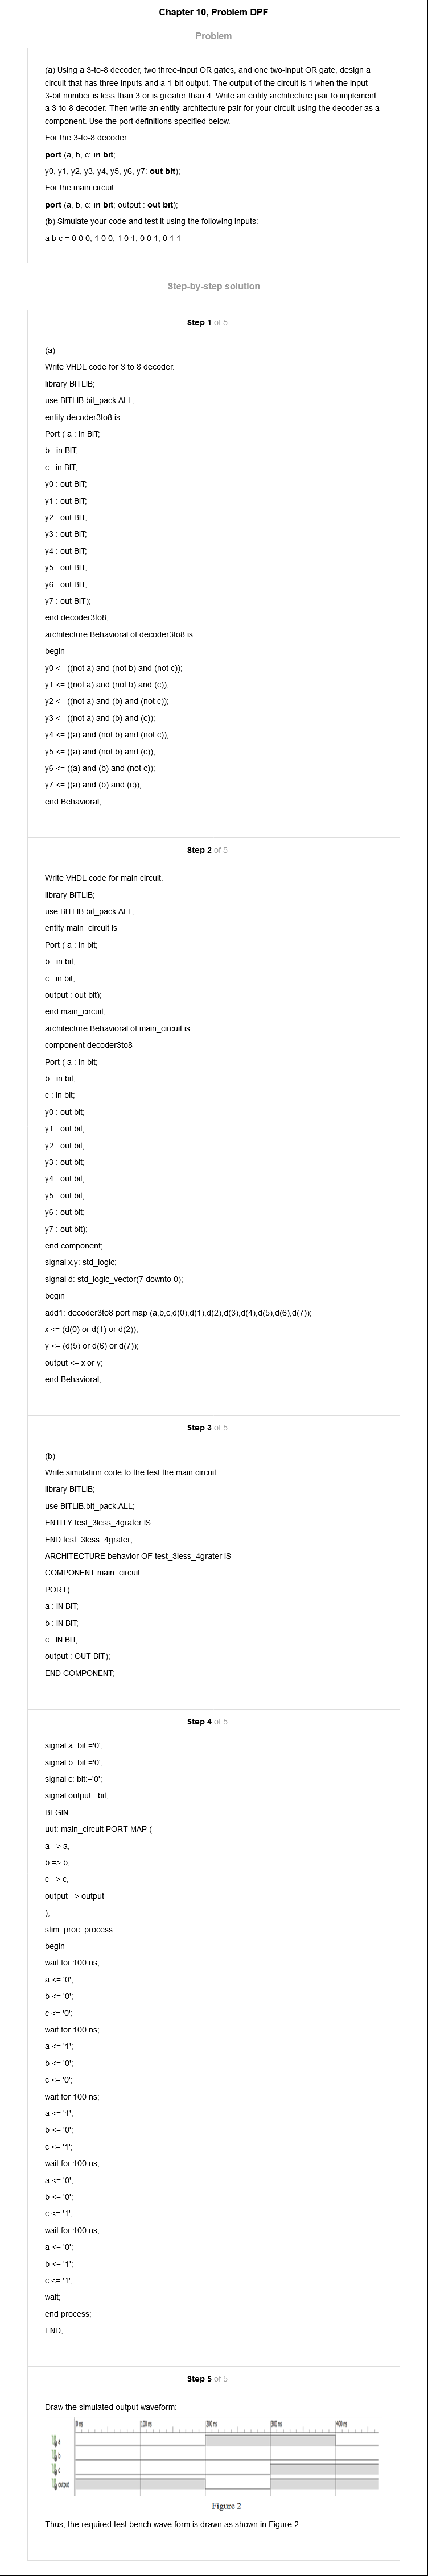 Chapter 10, Problem DPF
Problem
(a) Using a 3-to-8 decoder, two three-input OR gates, and one two-input OR gate, design a
circuit that has three inputs and a 1-bit output. The output of the circuit is 1 when the input
3-bit number is less than 3 or is greater than 4. Write an entity architecture pair to implement
a 3-to-8 decoder. Then write an entity-architecture pair for your circuit using the decoder as a
component. Use the port definitions specified below.
For the 3-to-8 decoder:
port (a, b, c: in bit;
y0, y1, y2, y3, y4, y5, y6, y7: out bit);
For the main circuit:
port (a, b, c: in bit; output : out bit);
(b) Simulate your code and test it using the following inputs:
a b c = 0 0 0, 1 0 0, 1 0 1, 0 0 1, 0 1 1
Step-by-step solution
Step 1 of 5
(a)
Write VHDL code for 3 to 8 decoder.
library BITLIB;
use BITLIB.bit_pack.ALL;
entity decoder3to8 is
Port ( a : in BIT;
b : in BIT;
c : in BIT;
y0 : out BIT;
y1 : out BIT;
y2 : out BIT;
y3 : out BIT;
y4 : out BIT;
y5 : out BIT;
y6 : out BIT;
y7 : out BIT);
end decoder3to8;
architecture Behavioral of decoder3to8 is
begin
y0 <= ((not a) and (not b) and (not c));
y1 <= ((not a) and (not b) and (c));
y2 <= ((not a) and (b) and (not c));
y3 <= ((not a) and (b) and (c));
y4 <= ((a) and (not b) and (not c));
y5 <= ((a) and (not b) and (c));
y6 <= ((a) and (b) and (not c));
y7 <= ((a) and (b) and (c));
end Behavioral;
Step 2 of 5
Write VHDL code for main circuit.
library BITLIB;
use BITLIB.bit_pack.ALL;
entity main_circuit is
Port ( a : in bit;
b : in bit;
c : in bit;
output : out bit);
end main_circuit;
architecture Behavioral of main_circuit is
component decoder3to8
Port ( a : in bit;
b : in bit;
c : in bit;
y0 : out bit;
y1 : out bit;
y2 : out bit;
y3 : out bit;
y4 : out bit;
y5 : out bit;
y6 : out bit;
y7 : out bit);
end component;
signal x,y: std_logic;
signal d: std_logic_vector(7 downto 0);
begin
add1: decoder3to8 port map (a,b,c,d(0),d(1),d(2),d(3),d(4),d(5),d(6),d(7));
x <= (d(0) or d(1) or d(2));
y <= (d(5) or d(6) or d(7));
output <= x or y;
end Behavioral;
Step 3 of 5
(b)
Write simulation code to the test the main circuit.
library BITLIB;
use BITLIB.bit_pack.ALL;
ENTITY test_3less_4grater IS
END test_3less_4grater;
ARCHITECTURE behavior OF test_3less_4grater IS
COMPONENT main_circuit
PORT(
a : IN BIT;
b : IN BIT;
c : IN BIT;
output : OUT BIT);
END COMPONENT;
Step 4 of 5
signal a: bit:='0';
signal b: bit:='0';
signal c: bit:='0';
signal output : bit;
BEGIN
uut: main_circuit PORT MAP (
a => a,
b => b,
c => c,
output => output
);
stim_proc: process
begin
wait for 100 ns;
a <= '0';
b <= '0';
c <= '0';
wait for 100 ns;
a <= '1';
b <= '0';
c <= '0';
wait for 100 ns;
a <= '1';
b <= '0';
c <= '1';
wait for 100 ns;
a <= '0';
b <= '0';
c <= '1';
wait for 100 ns;
a <= '0';
b <= '1';
c <= '1';
wait;
end process;
END;
Step 5 of 5
Draw the simulated output waveform:
0 ns 100 ns 200 ns 300 ns 400 ns
a
b
c
output
Figure 2
Thus, the required test bench wave form is drawn as shown in Figure 2.